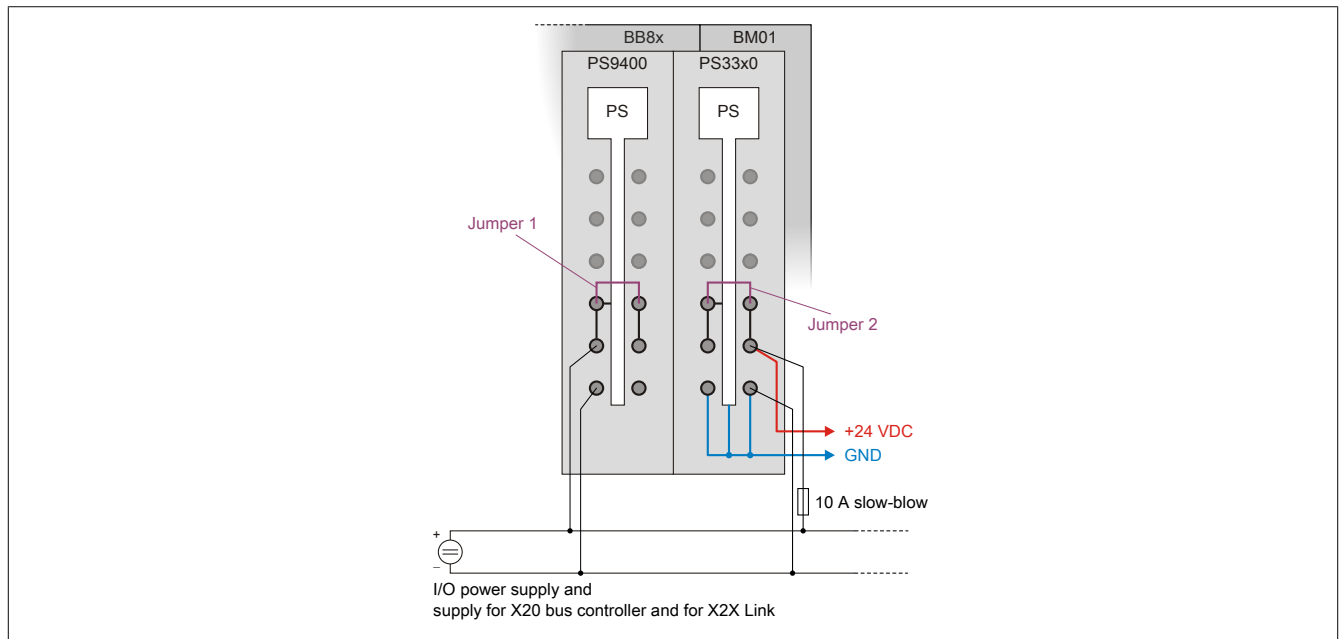 BB8x
BM01
PS9400
PS33x0
PS
PS
Jumper 1
Jumper 2
+24 VDC
GND
10 A slow-blow
+
–
I/O power supply and
supply for X20 bus controller and for X2X Link